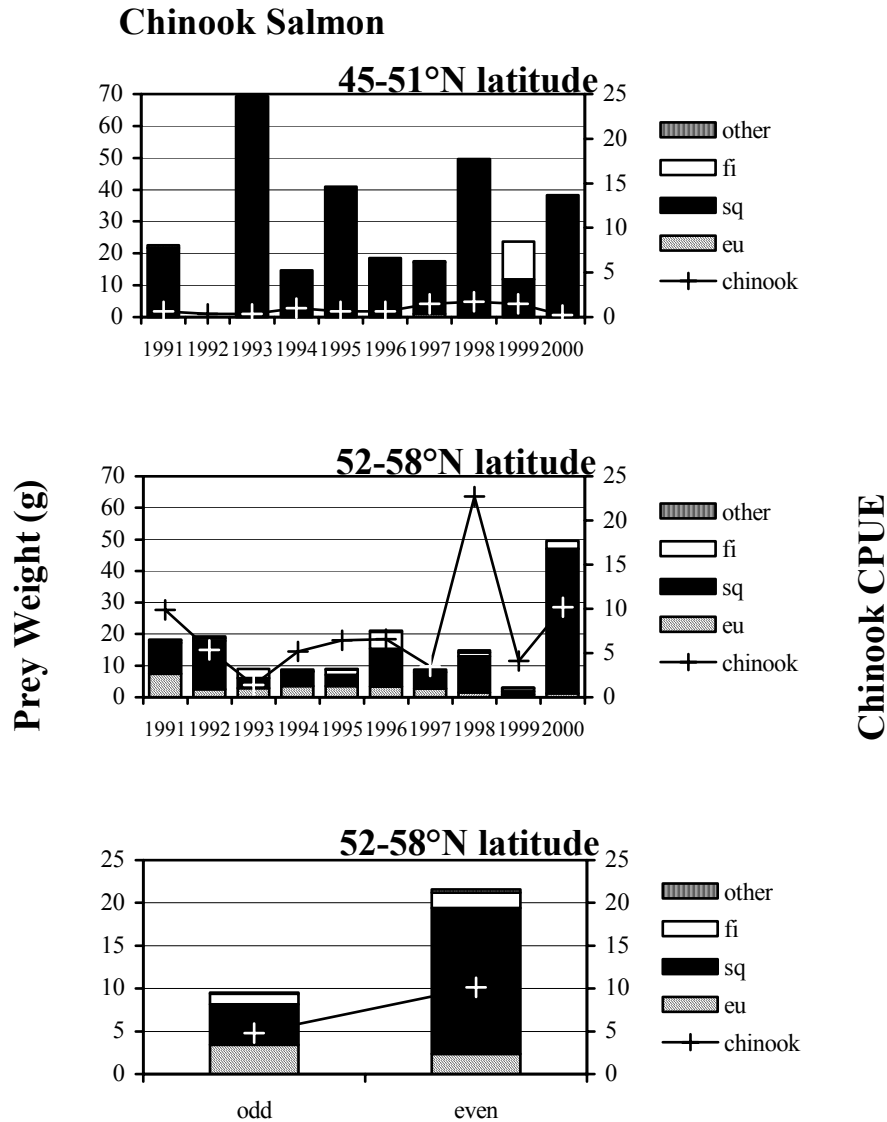 Chinook Salmon
45-51°N latitude
70
60
50
40
30
20
10
0
25
20
15
10
5
0
1991 1992 1993 1994 1995 1996 1997 1998 1999 2000
other
fi
sq
eu
chinook
Prey Weight (g)
52-58°N latitude
70
60
50
40
30
20
10
0
25
20
15
10
5
0
1991 1992 1993 1994 1995 1996 1997 1998 1999 2000
other
fi
sq
eu
chinook
Chinook CPUE
52-58°N latitude
25
20
15
10
5
0
25
20
15
10
5
0
odd even
other
fi
sq
eu
chinook